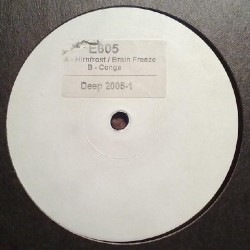 E605
A - Hirnfrost / Brain Freeze
B - Conga
Deep 2005-1